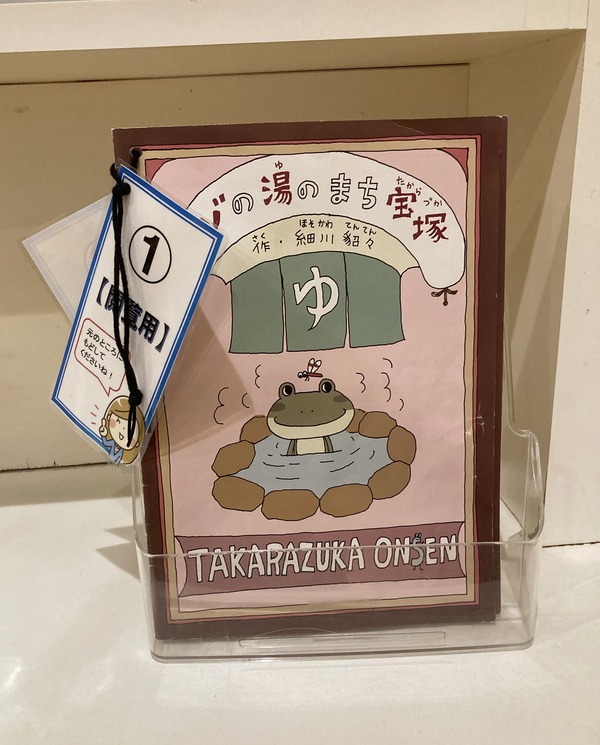 ゆ
たからづか
の湯のまち宝塚
さく ほそかわ てんてん
作・細川貂々
ゆ
TAKARAZUKA ONSEN
①
【閲覧用】
元のところに
もどして
くださいね!